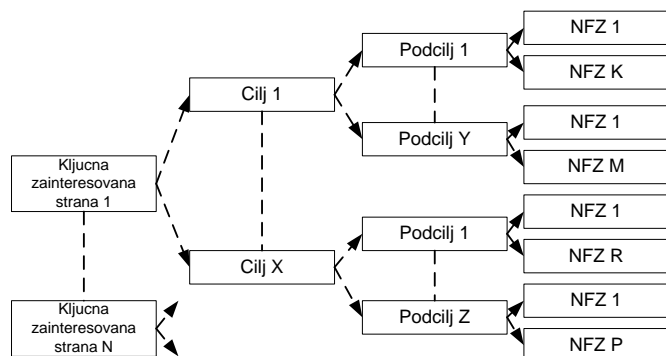 Kljucna
zainteresovana
strana 1
Kljucna
zainteresovana
strana N
Cilj 1
Cilj X
Podcilj 1
Podcilj Y
Podcilj 1
Podcilj Z
NFZ 1
NFZ K
NFZ 1
NFZ M
NFZ 1
NFZ R
NFZ 1
NFZ P